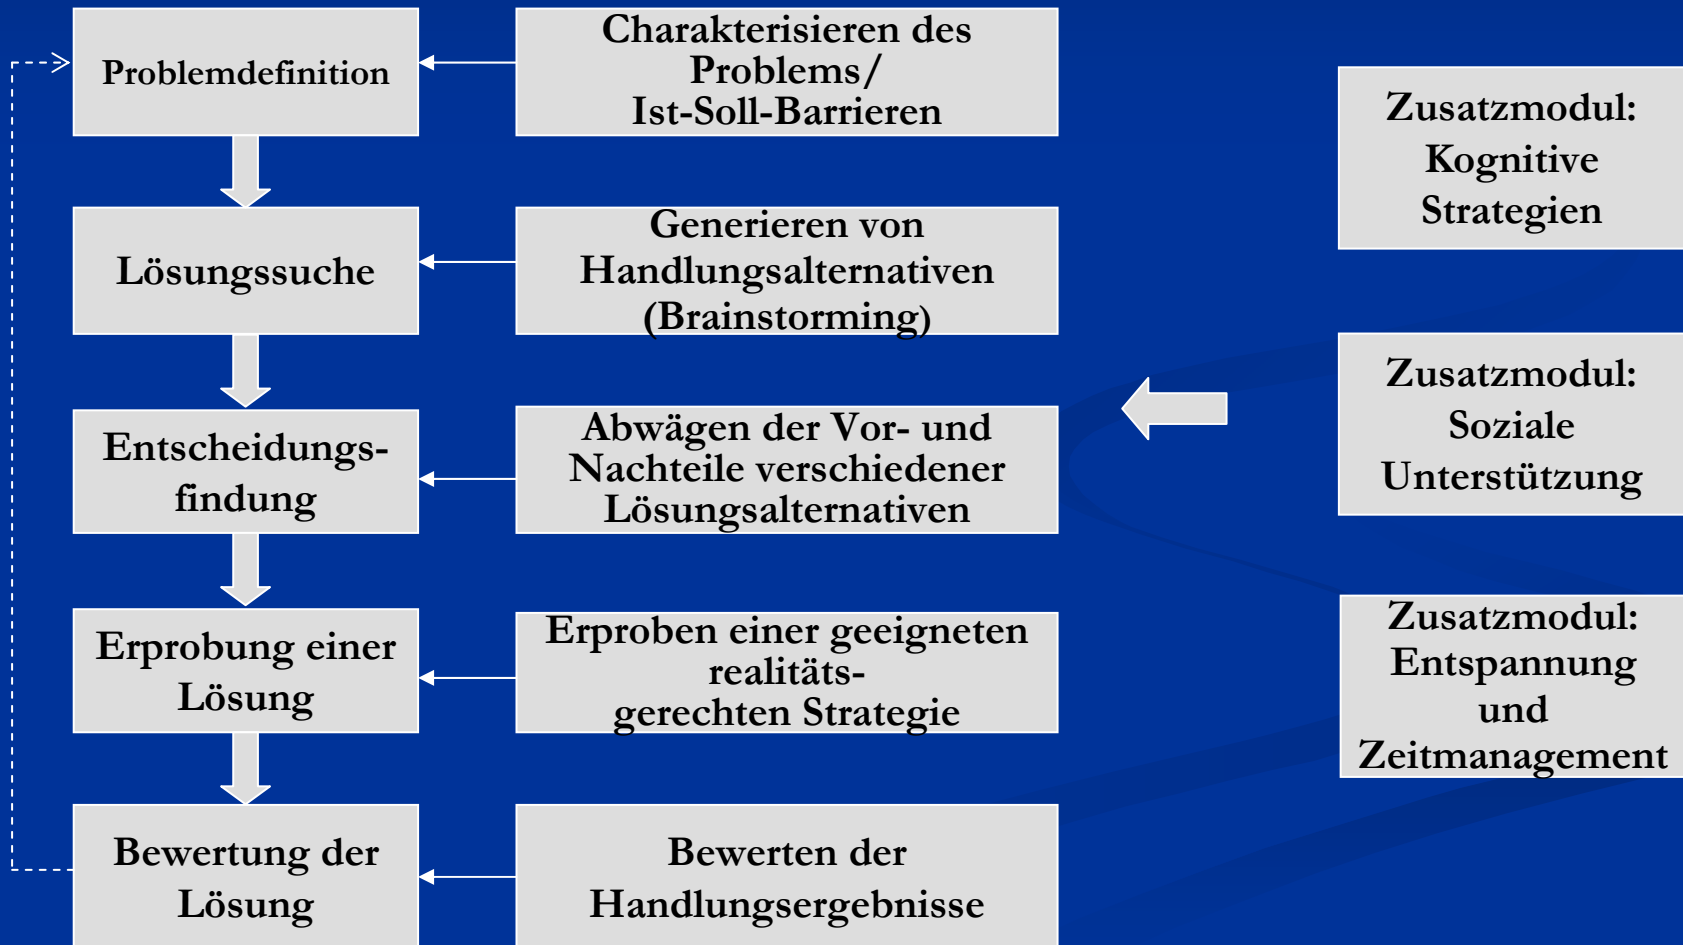 Problemdefinition
Charakterisieren des
Problems/
Ist-Soll-Barrieren
Lösungssuche
Generieren von
Handlungsalternativen
(Brainstorming)
Entscheidungs-
findung
Abwägen der Vor- und
Nachteile verschiedener
Lösungsalternativen
Erprobung einer
Lösung
Erproben einer geeigneten
realitäts-
gerechten Strategie
Bewertung der
Lösung
Bewerten der
Handlungsergebnisse
Zusatzmodul:
Kognitive
Strategien
Zusatzmodul:
Soziale
Unterstützung
Zusatzmodul:
Entspannung
und
Zeitmanagement